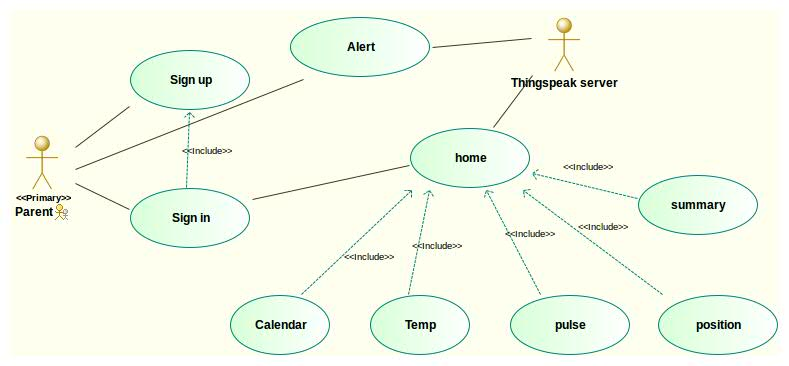 Alert
Thingspeak server
Sign up
<<Include>>
home
<<Include>>
<<Primary>>
Parent
Sign in
summary
<<Include>>
<<Include>>
<<Include>>
<<Include>>
Calendar
Temp
pulse
position